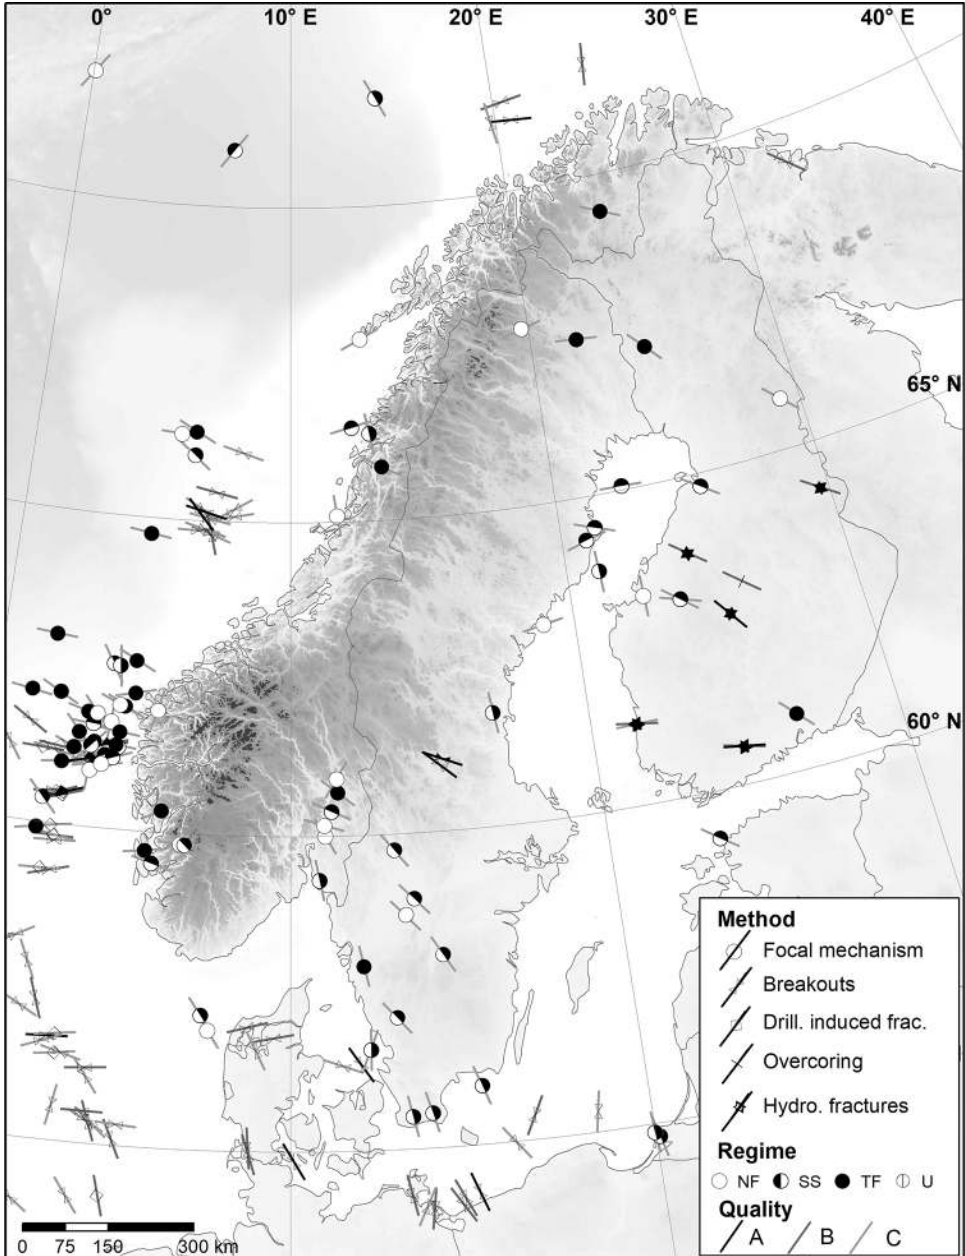 0° 10° E 20° E 30° E 40° E
65° N
60° N
Method
Focal mechanism
Breakouts
Drill. induced frac.
Overcoring
Hydro. fractures
Regime
NF SS TF U
Quality
A B C
0 75 150 300 km